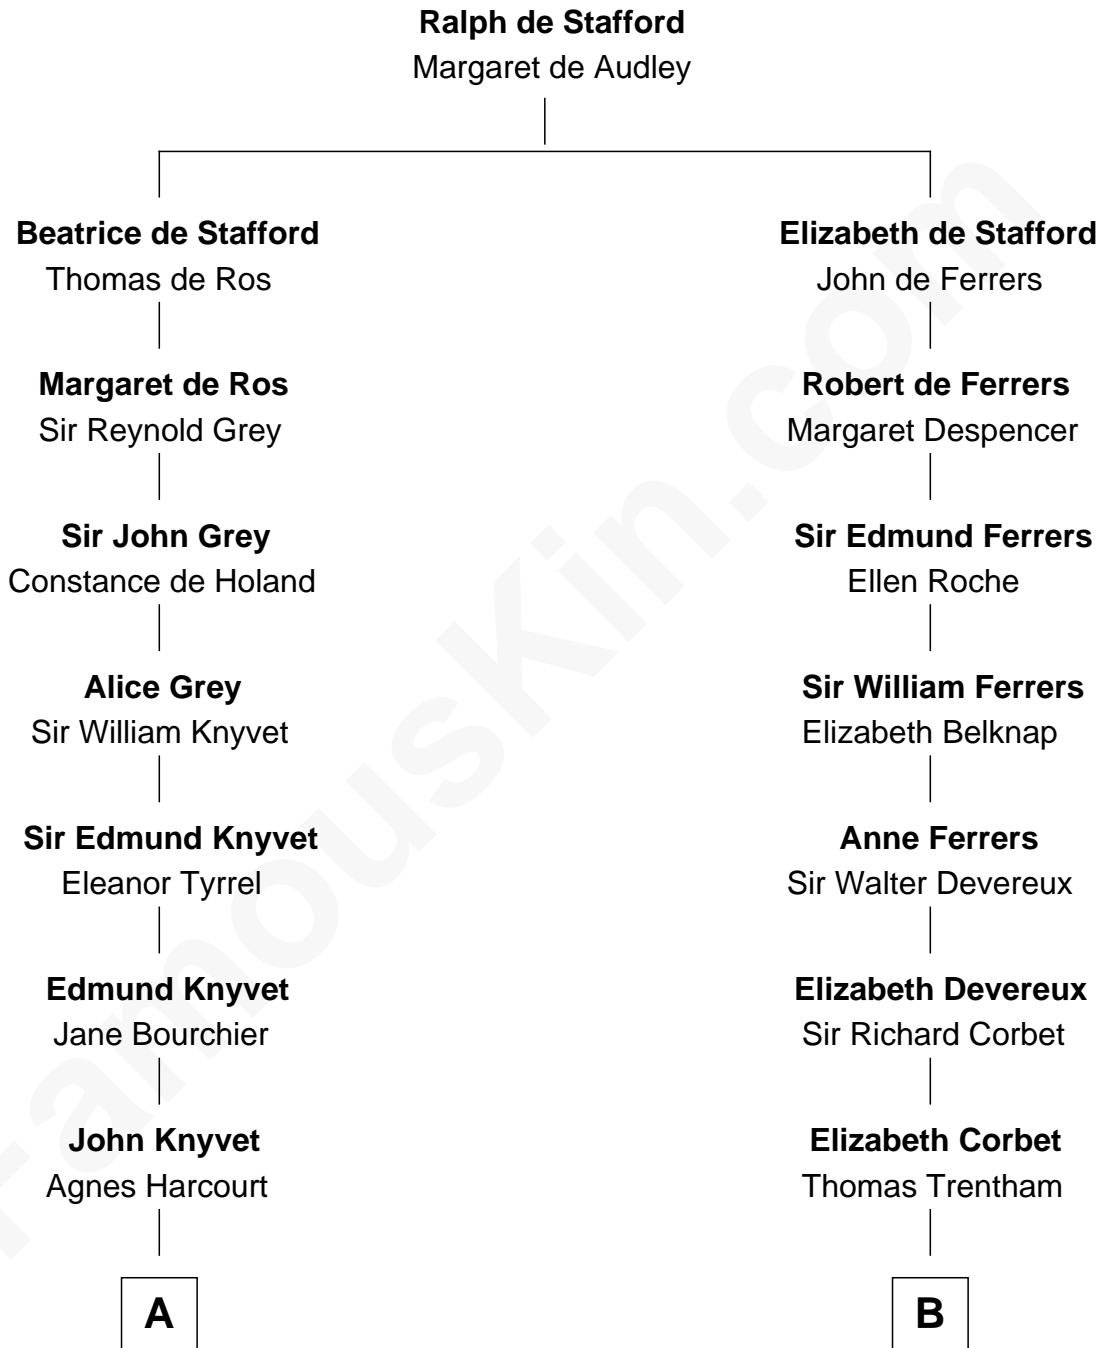 Ralph de Stafford
Margaret de Audley
Beatrice de Stafford
Thomas de Ros
Elizabeth de Stafford
John de Ferrers
Margaret de Ros
Sir Reynold Grey
Robert de Ferrers
Margaret Despencer
Sir John Grey
Constance de Holand
Sir Edmund Ferrers
Ellen Roche
Alice Grey
Sir William Knyvet
Sir William Ferrers
Elizabeth Belknap
Sir Edmund Knyvet
Eleanor Tyrrel
Anne Ferrers
Sir Walter Devereux
Edmund Knyvet
Jane Bourchier
Elizabeth Devereux
Sir Richard Corbet
John Knyvet
Agnes Harcourt
Elizabeth Corbet
Thomas Trentham
A
B
FamousKin.com